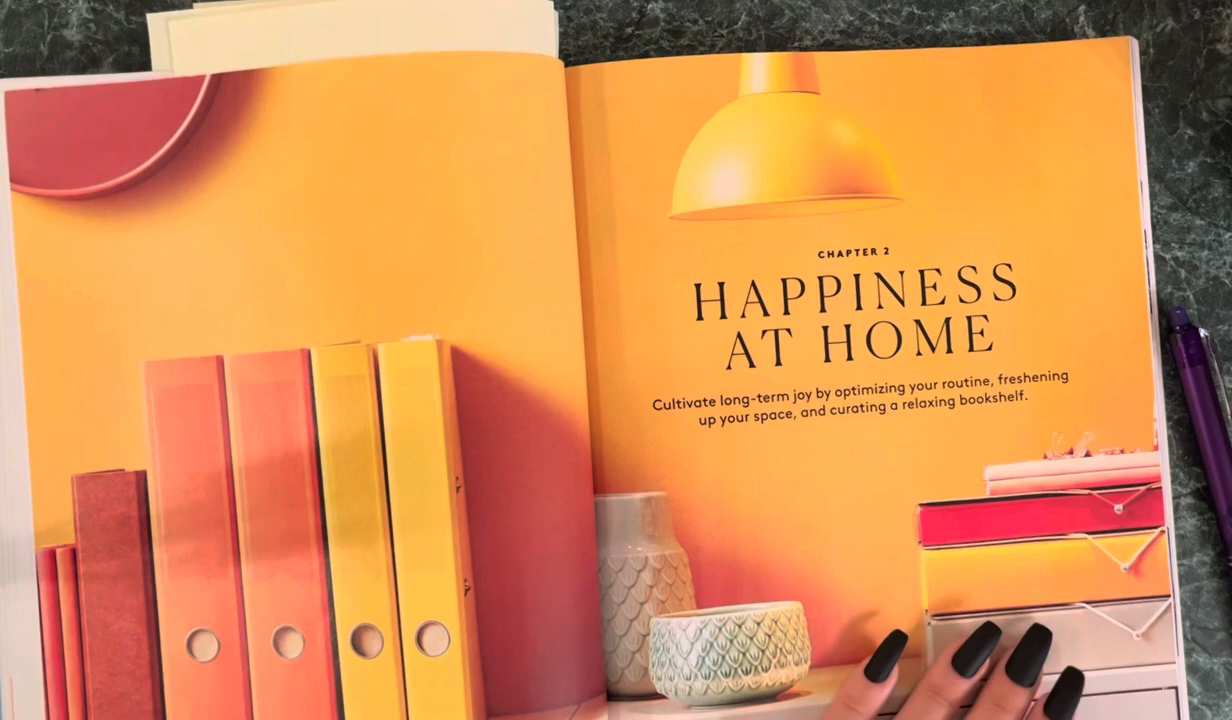 CHAPTER 2
HAPPINESS
AT HOME
Cultivate long-term joy by optimizing your routine, freshening
up your space, and curating a relaxing bookshelf.